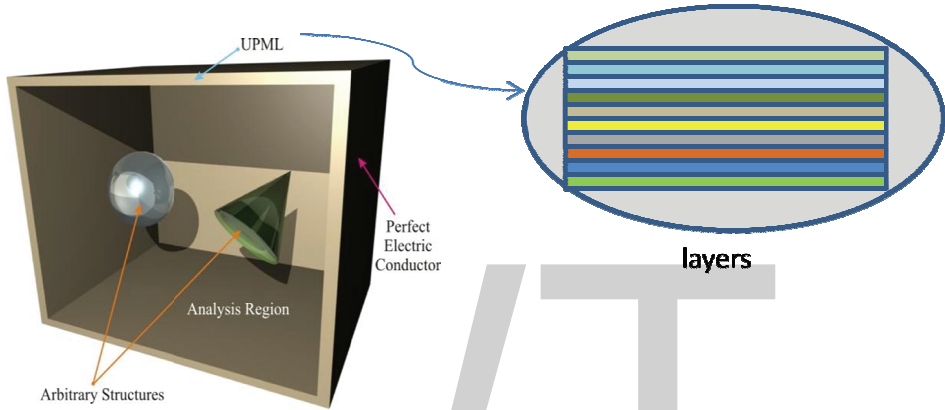 UPML
Perfect
Electric
Conductor
Analysis Region
Arbitrary Structures
layers
/T